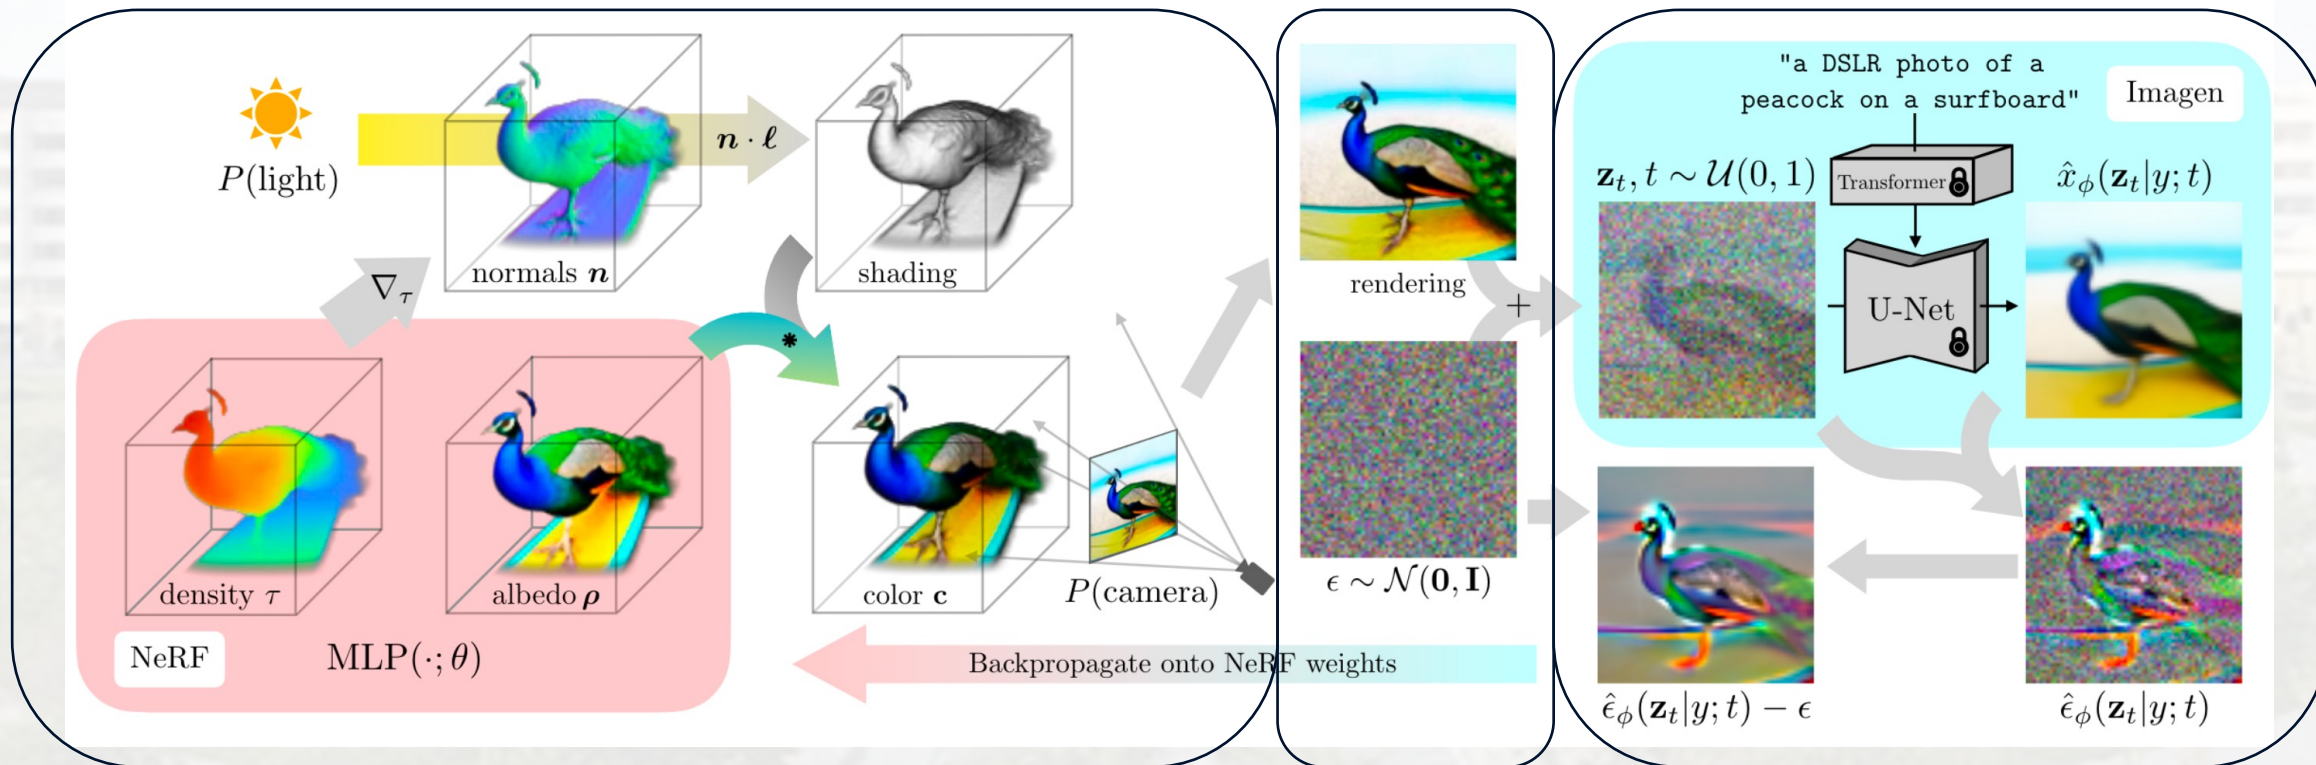 P(light)
n · ℓ
∇τ
normals n
shading
density τ
albedo ρ
color c
P(camera)
NeRF
MLP(·; θ)
Backpropagate onto NeRF weights
rendering
+
ϵ ∼ 𝒩(0, I)
"a DSLR photo of a
peacock on a surfboard"
Imagen
z_t, t ∼ 𝒰(0, 1)
Transformer
x̂_ϕ(z_t|y; t)
U-Net
ϵ̂_ϕ(z_t|y; t) − ϵ
ϵ̂_ϕ(z_t|y; t)
*